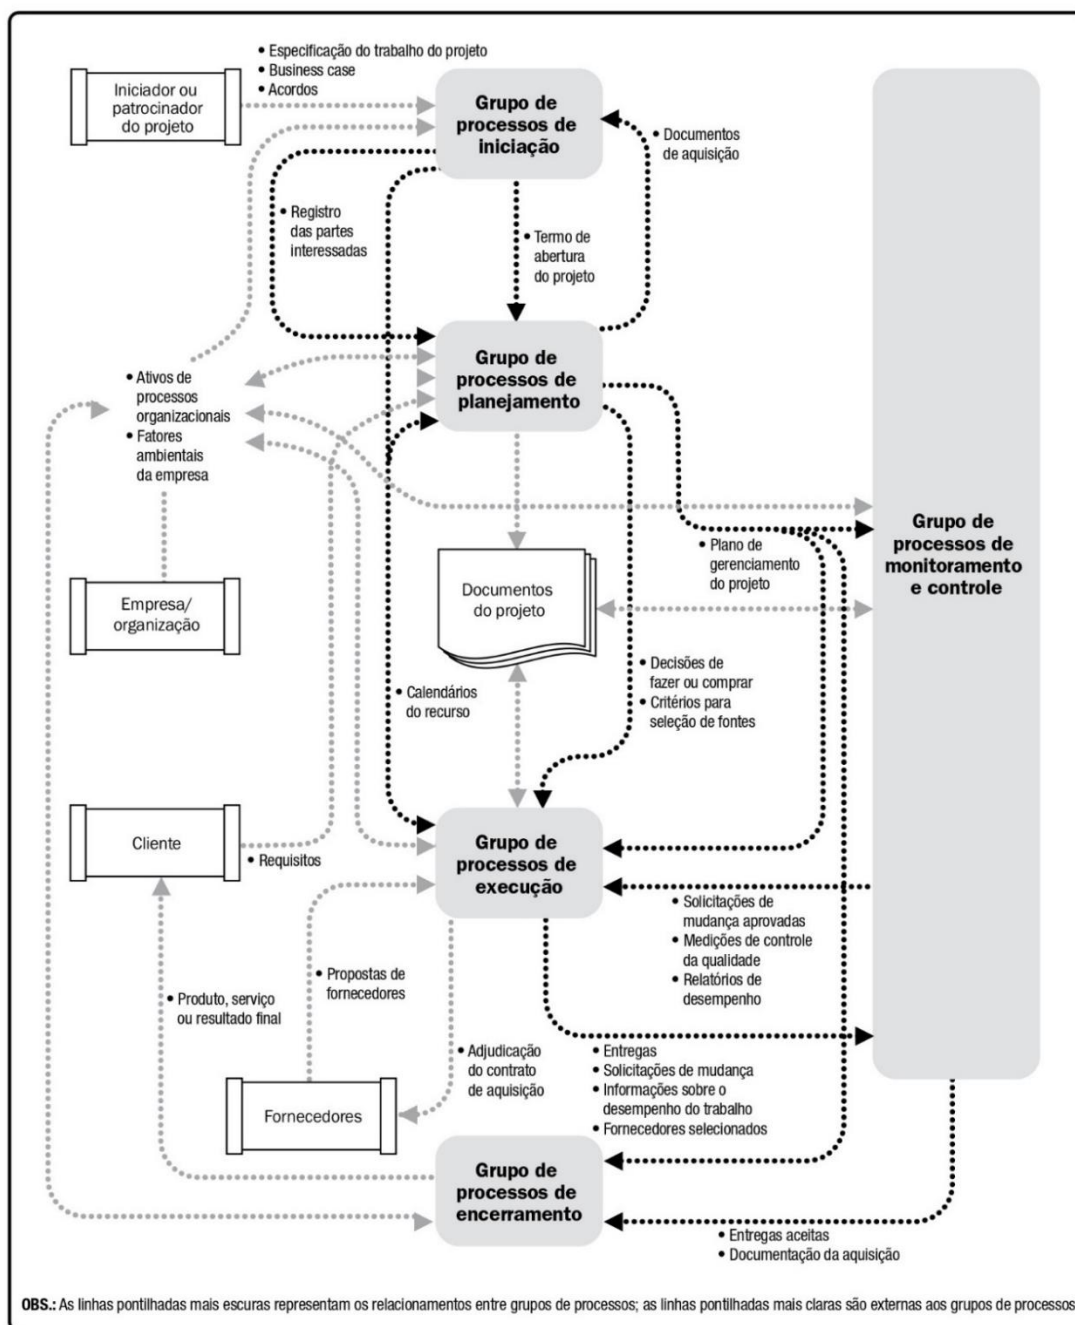 • Especificação do trabalho do projeto
• Business case
• Acordos
Iniciador ou
patrocinador
do projeto
Grupo de
processos de
iniciação
• Documentos
de aquisição
• Registro
das partes
interessadas
• Termo de
abertura
do projeto
Grupo de
processos de
planejamento
• Ativos de
processos
organizacionais
• Fatores
ambientais
da empresa
Grupo de
processos de
monitoramento
e controle
• Plano de
gerenciamento
do projeto
Empresa/
organização
Documentos
do projeto
• Calendários
do recurso
• Decisões de
fazer ou comprar
• Critérios para
seleção de fontes
Cliente
• Requisitos
Grupo de
processos de
execução
• Solicitações de
mudança aprovadas
• Medições de controle
da qualidade
• Relatórios de
desempenho
• Propostas de
fornecedores
• Produto, serviço
ou resultado final
• Adjudicação
do contrato
de aquisição
• Entregas
• Solicitações de mudança
• Informações sobre o
desempenho do trabalho
• Fornecedores selecionados
Fornecedores
Grupo de
processos de
encerramento
• Entregas aceitas
• Documentação da aquisição
OBS.: As linhas pontilhadas mais escuras representam os relacionamentos entre grupos de processos; as linhas pontilhadas mais claras são externas aos grupos de processos